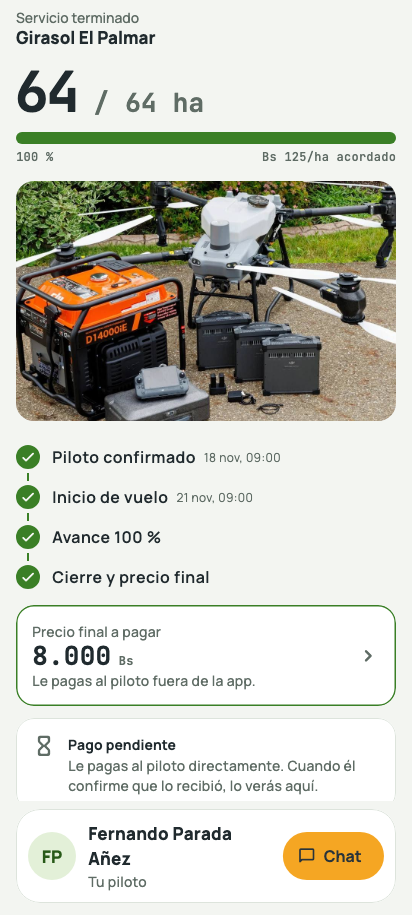 Servicio terminado
Girasol El Palmar
64 / 64 ha
100 %
Bs 125/ha acordado
D14000iE
Piloto confirmado 18 nov, 09:00
Inicio de vuelo 21 nov, 09:00
Avance 100 %
Cierre y precio final
Precio final a pagar
8.000 Bs
Le pagas al piloto fuera de la app.
Pago pendiente
Le pagas al piloto directamente. Cuando él
confirme que lo recibió, lo verás aquí.
FP
Fernando Parada
Añez
Tu piloto
Chat